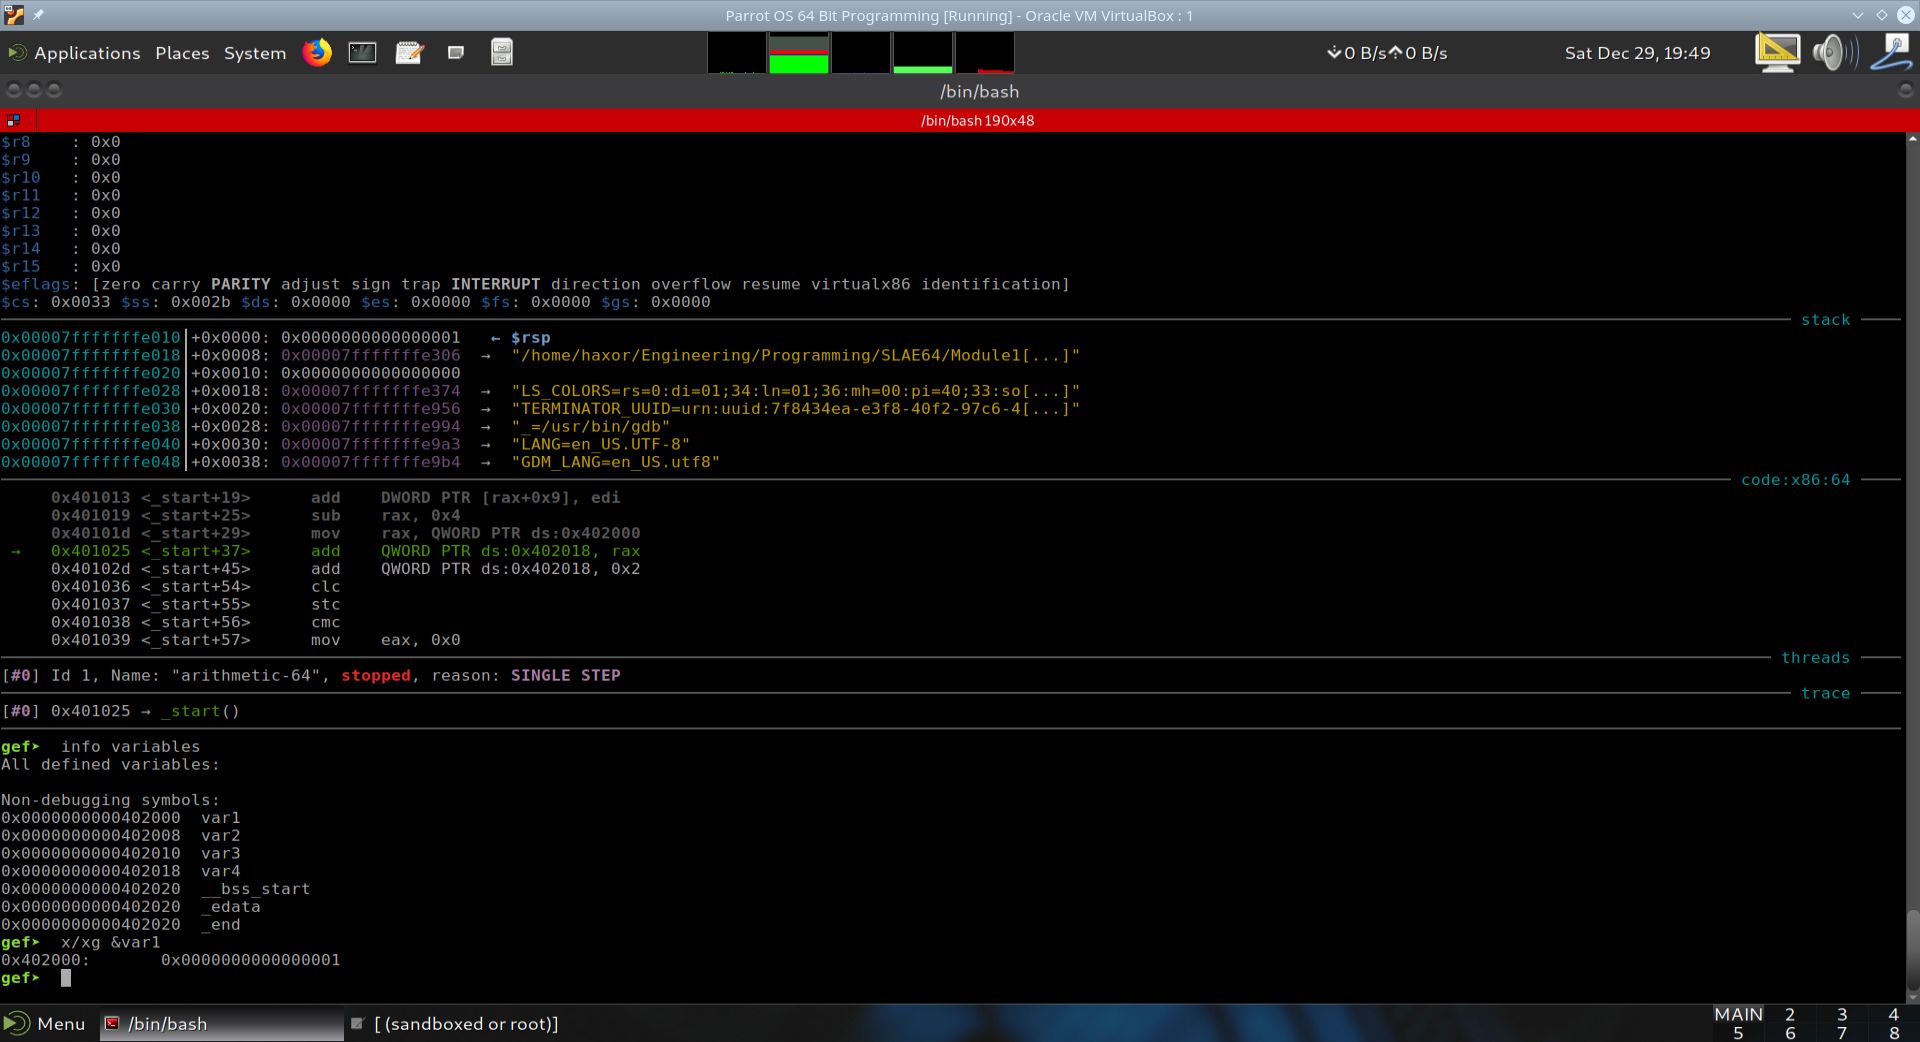 Parrot OS 64 Bit Programming [Running] - Oracle VM VirtualBox : 1
Applications Places System 0 B/s 0 B/s Sat Dec 29, 19:49
/bin/bash
/bin/bash 190x48
$r8 : 0x0
$r9 : 0x0
$r10 : 0x0
$r11 : 0x0
$r12 : 0x0
$r13 : 0x0
$r14 : 0x0
$r15 : 0x0
$eflags: [zero carry PARITY adjust sign trap INTERRUPT direction overflow resume virtualx86 identification]
$cs: 0x0033 $ss: 0x002b $ds: 0x0000 $es: 0x0000 $fs: 0x0000 $gs: 0x0000
stack
0x00007fffffffe010│+0x0000: 0x0000000000000001 ← $rsp
0x00007fffffffe018│+0x0008: 0x00007fffffffe306 → "/home/haxor/Engineering/Programming/SLAE64/Module1[...]"
0x00007fffffffe020│+0x0010: 0x0000000000000000
0x00007fffffffe028│+0x0018: 0x00007fffffffe374 → "LS_COLORS=rs=0:di=01;34:ln=01;36:mh=00:pi=40;33:so[...]"
0x00007fffffffe030│+0x0020: 0x00007fffffffe956 → "TERMINATOR_UUID=urn:uuid:7f8434ea-e3f8-40f2-97c6-4[...]"
0x00007fffffffe038│+0x0028: 0x00007fffffffe994 → "_=/usr/bin/gdb"
0x00007fffffffe040│+0x0030: 0x00007fffffffe9a3 → "LANG=en_US.UTF-8"
0x00007fffffffe048│+0x0038: 0x00007fffffffe9b4 → "GDM_LANG=en_US.utf8"
code:x86:64
0x401013 <_start+19> add DWORD PTR [rax+0x9], edi
0x401019 <_start+25> sub rax, 0x4
0x40101d <_start+29> mov rax, QWORD PTR ds:0x402000
→ 0x401025 <_start+37> add QWORD PTR ds:0x402018, rax
0x40102d <_start+45> add QWORD PTR ds:0x402018, 0x2
0x401036 <_start+54> clc
0x401037 <_start+55> stc
0x401038 <_start+56> cmc
0x401039 <_start+57> mov eax, 0x0
threads
[#0] Id 1, Name: "arithmetic-64", stopped, reason: SINGLE STEP
trace
[#0] 0x401025 → _start()
gef➤ info variables
All defined variables:
Non-debugging symbols:
0x0000000000402000 var1
0x0000000000402008 var2
0x0000000000402010 var3
0x0000000000402018 var4
0x0000000000402020 __bss_start
0x0000000000402020 _edata
0x0000000000402020 _end
gef➤ x/xg &var1
0x402000: 0x0000000000000001
gef➤
Menu /bin/bash [ (sandboxed or root)]
MAIN 2 3 4
5 6 7 8